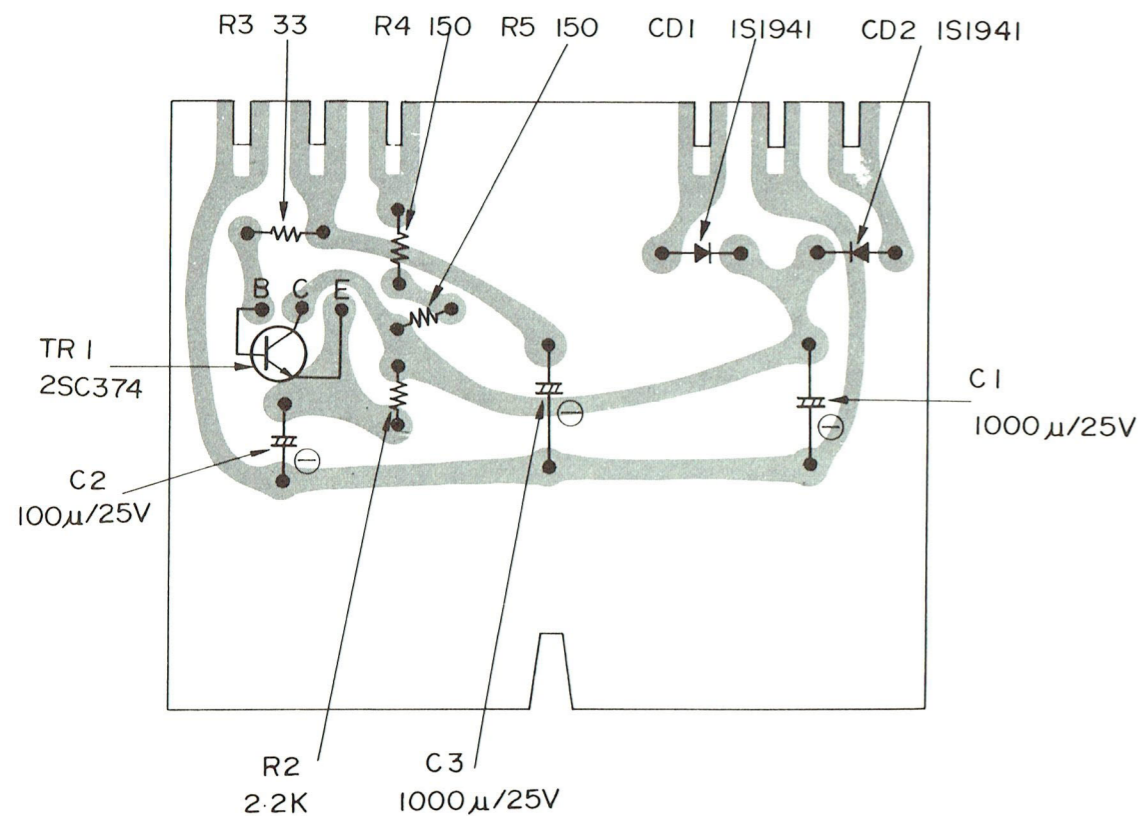 R3 33
R4 150
R5 150
CD1 1S1941
CD2 1S1941
B C E
TR1
2SC374
C1
1000µ/25V
C2
100µ/25V
R2
2·2K
C3
1000µ/25V